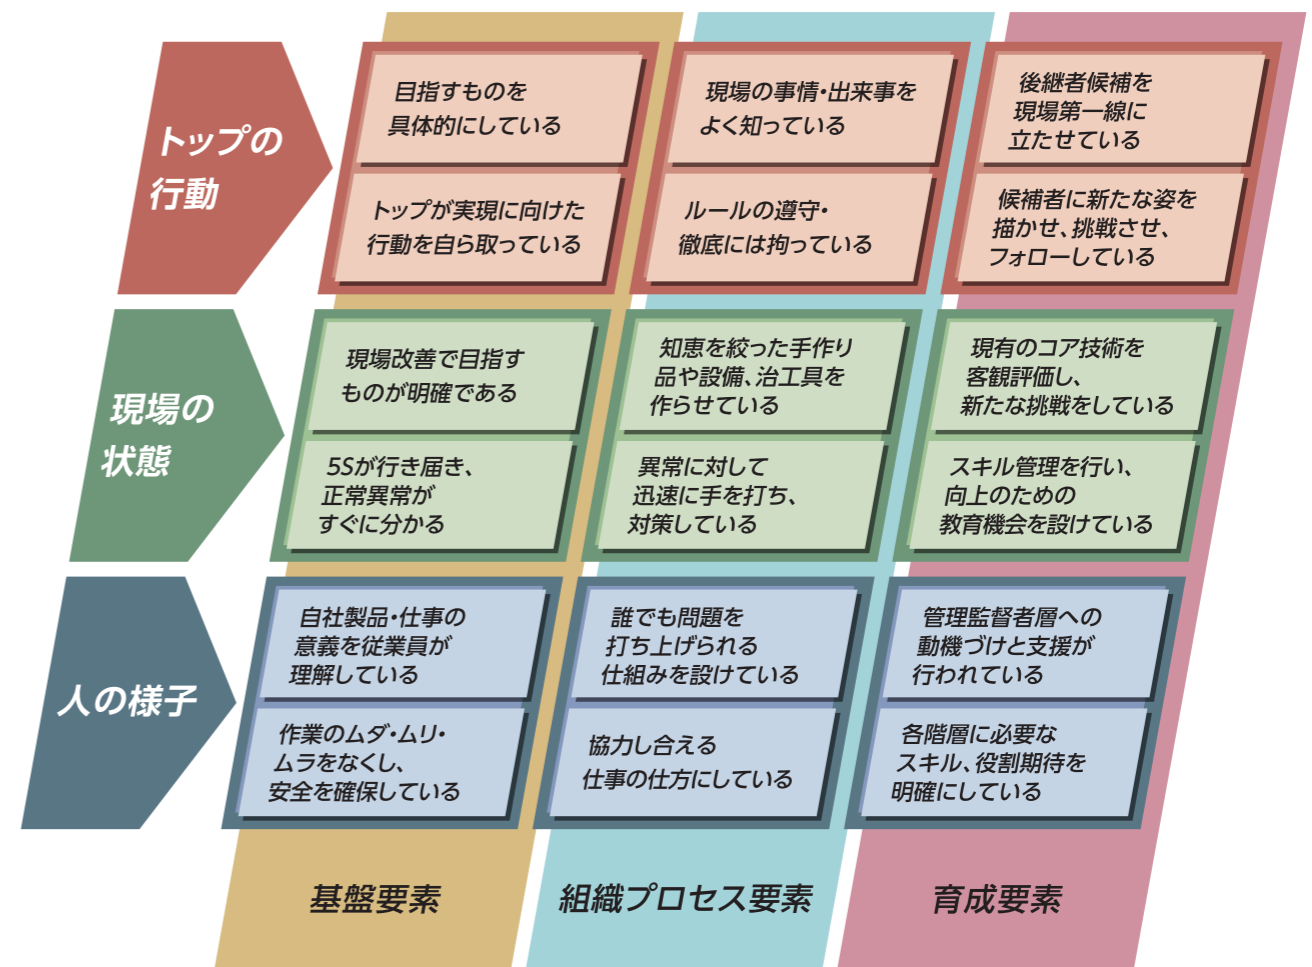 トップの
行動
目指すものを
具体的にしている
現場の事情・出来事を
よく知っている
後継者候補を
現場第一線に
立たせている
トップが実現に向けた
行動を自ら取っている
ルールの遵守・
徹底には拘っている
候補者に新たな姿を
描かせ、挑戦させ、
フォローしている
現場の
状態
現場改善で目指す
ものが明確である
知恵を絞った手作り
品や設備、治工具を
作らせている
現有のコア技術を
客観評価し、
新たな挑戦をしている
5Sが行き届き、
正常異常が
すぐに分かる
異常に対して
迅速に手を打ち、
対策している
スキル管理を行い、
向上のための
教育機会を設けている
人の様子
自社製品・仕事の
意義を従業員が
理解している
誰でも問題を
打ち上げられる
仕組みを設けている
管理監督者層への
動機づけと支援が
行われている
作業のムダ・ムリ・
ムラをなくし、
安全を確保している
協力し合える
仕事の仕方にしている
各階層に必要な
スキル、役割期待を
明確にしている
基盤要素
組織プロセス要素
育成要素